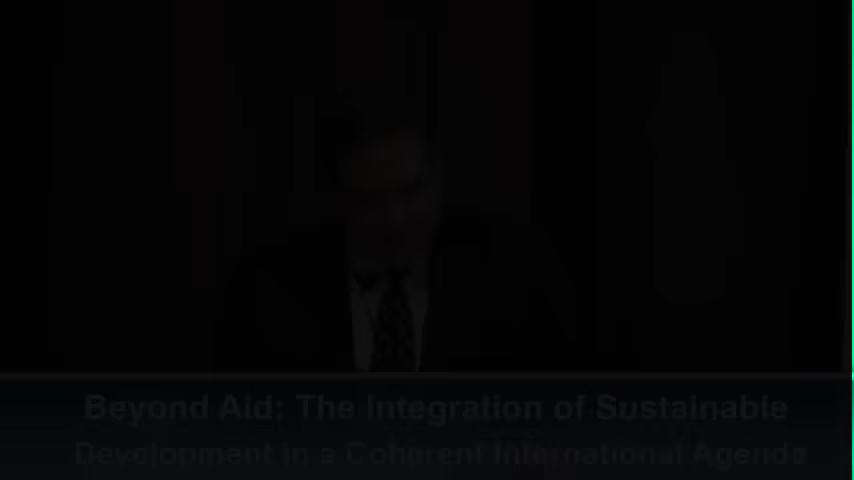 Beyond Aid: The Integration of Sustainable
Development in a Coherent International Agenda